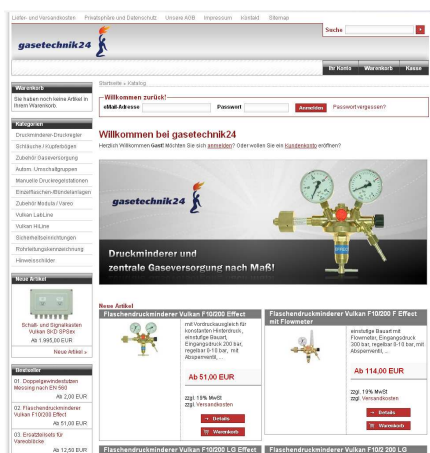 Liefer- und Versandkosten Privatsphäre und Datenschutz Unsere AGB Impressum Kontakt Sitemap
Suche
gasetechnik24
Ihr Konto Warenkorb Kasse
Startseite » Katalog
Warenkorb
Sie haben noch keine Artikel in Ihrem Warenkorb.
Willkommen zurück!
eMail-Adresse Passwort Anmelden Passwort vergessen?
Kategorien
Druckminderer-Druckregler
Schläuche / Kupferbögen
Zubehör Gaseversorgung
Autom. Umschaltgruppen
Manuelle Druckregelstationen
Einzelflaschen-/Bündelanlagen
Zubehör Modula / Vareo
Vulkan LabLine
Vulkan HiLine
Sicherheitseinrichtungen
Rohrleitungskennzeichnung
Hinweisschilder
Willkommen bei gasetechnik24
Herzlich Willkommen Gast! Möchten Sie sich anmelden? Oder wollen Sie ein Kundenkonto eröffnen?
gasetechnik24
Druckminderer und
zentrale Gaseversorgung nach Maß!
Neue Artikel
Schalt- und Signalkasten
Vulkan SKD SPSex
Ab 1.995,00 EUR
Neue Artikel »
Bestseller
01. Doppelgewindestutzen
Messing nach EN 560
Ab 2,00 EUR
02. Flaschendruckminderer
Vulkan F10/200 Effect
Ab 51,00 EUR
03. Ersatzteilsets für
Vareoblöcke
Ab 12,50 EUR
Neue Artikel
Flaschendruckminderer Vulkan F10/200 Effect
mit Vordruckausgleich für
konstanten Hinterdruck,
einstufige Bauart,
Eingangsdruck 200 bar,
regelbar 0-10 bar, mit
Absperrventil, ...
Ab 51,00 EUR
zzgl. 19% MwSt
zzgl. Versandkosten
Details
Warenkorb
Flaschendruckminderer Vulkan F10/200 F Effect
mit Flowmeter
einstufige Bauart mit
Flowmeter, Eingangsdruck
300 bar, regelbar 0-10 bar, mit
Absperrventil, ...
Ab 114,00 EUR
zzgl. 19% MwSt
zzgl. Versandkosten
Details
Warenkorb
Flaschendruckminderer Vulkan F10/200 LG Effect
Flaschendruckminderer Vulkan F10/2 200 LG